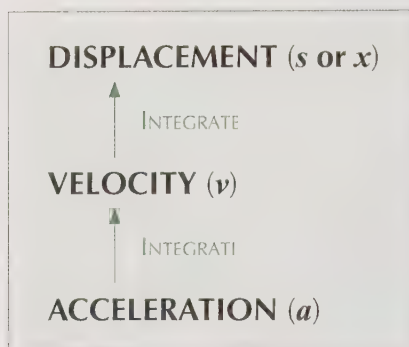 DISPLACEMENT (s or x)
INTEGRATE
VELOCITY (v)
INTEGRATI
ACCELERATION (a)